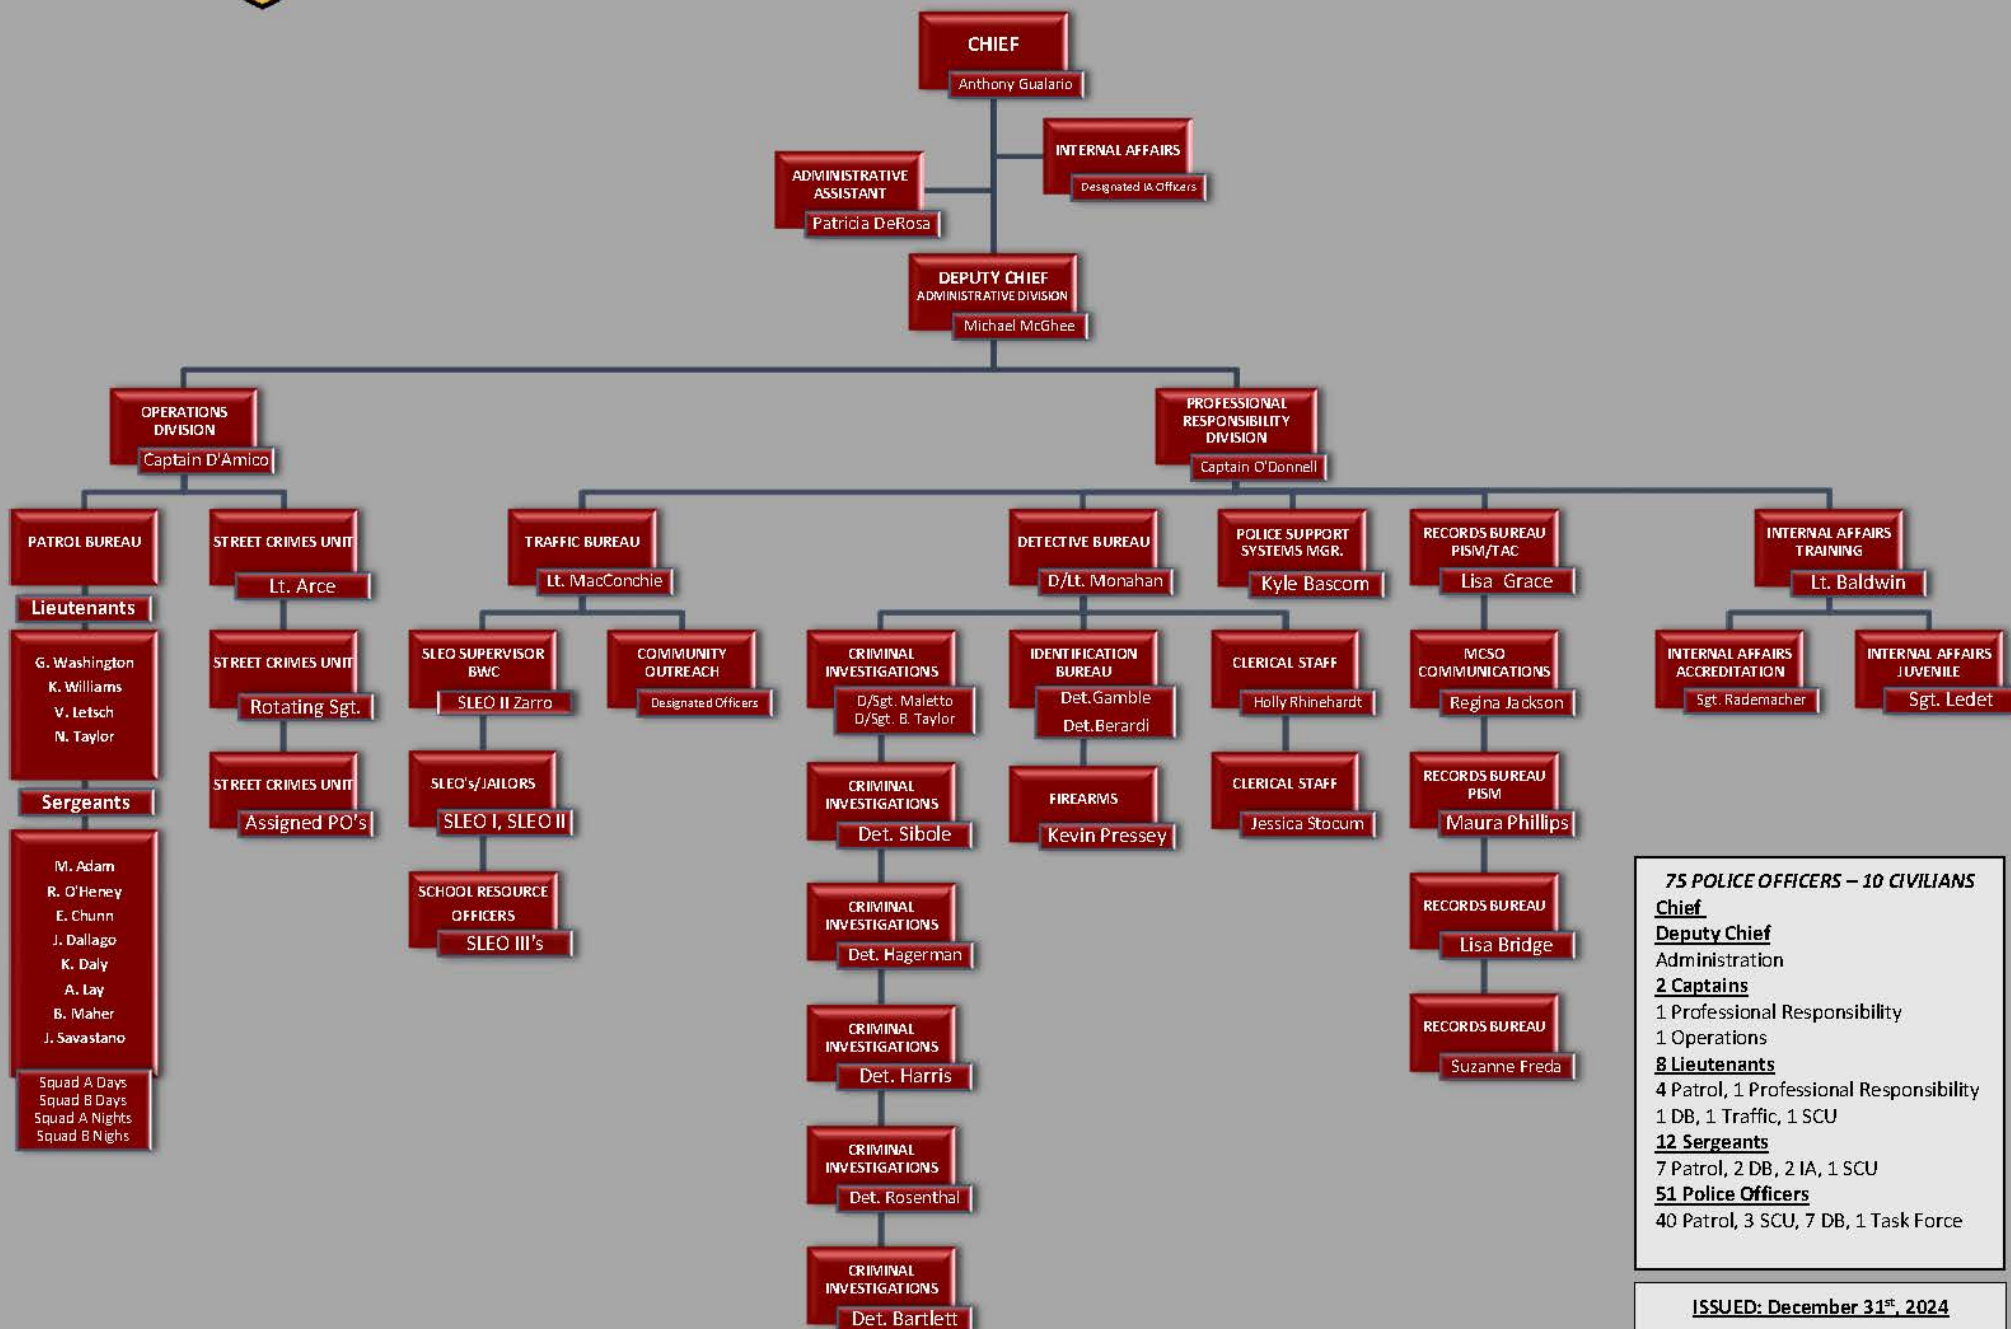 CHIEF
Anthony Gualario
INTERNAL AFFAIRS
Designated IA Officers
ADMINISTRATIVE
ASSISTANT
Patricia DeRosa
DEPUTY CHIEF
ADMINISTRATIVE DIVISION
Michael McGhee
OPERATIONS
DIVISION
Captain D'Amico
PROFESSIONAL
RESPONSIBILITY
DIVISION
Captain O'Donnell
PATROL BUREAU
Lieutenants
G. Washington
K. Williams
V. Letsch
N. Taylor
Sergeants
M. Adam
R. O'Heney
E. Chunn
J. Dallago
K. Daly
A. Lay
B. Maher
J. Savastano
Squad A Days
Squad B Days
Squad A Nights
Squad B Nighs
STREET CRIMES UNIT
Lt. Arce
STREET CRIMES UNIT
Rotating Sgt.
STREET CRIMES UNIT
Assigned PO's
TRAFFIC BUREAU
Lt. MacConchie
SLEO SUPERVISOR
BWC
SLEO II Zarro
SLEO's/JAILORS
SLEO I, SLEO II
SCHOOL RESOURCE
OFFICERS
SLEO III's
COMMUNITY
OUTREACH
Designated Officers
DETECTIVE BUREAU
D/Lt. Monahan
CRIMINAL
INVESTIGATIONS
D/Sgt. Maletto
D/Sgt. B. Taylor
CRIMINAL
INVESTIGATIONS
Det. Sibole
CRIMINAL
INVESTIGATIONS
Det. Hagerman
CRIMINAL
INVESTIGATIONS
Det. Harris
CRIMINAL
INVESTIGATIONS
Det. Rosenthal
CRIMINAL
INVESTIGATIONS
Det. Bartlett
IDENTIFICATION
BUREAU
Det.Gamble
Det.Berardi
FIREARMS
Kevin Pressey
CLERICAL STAFF
Holly Rhinehardt
CLERICAL STAFF
Jessica Stocum
POLICE SUPPORT
SYSTEMS MGR.
Kyle Bascom
RECORDS BUREAU
PISM/TAC
Lisa Grace
MCSO
COMMUNICATIONS
Regina Jackson
RECORDS BUREAU
PISM
Maura Phillips
RECORDS BUREAU
Lisa Bridge
RECORDS BUREAU
Suzanne Freda
INTERNAL AFFAIRS
TRAINING
Lt. Baldwin
INTERNAL AFFAIRS
ACCREDITATION
Sgt. Rademacher
INTERNAL AFFAIRS
JUVENILE
Sgt. Ledet
75 POLICE OFFICERS – 10 CIVILIANS
Chief
Deputy Chief
Administration
2 Captains
1 Professional Responsibility
1 Operations
8 Lieutenants
4 Patrol, 1 Professional Responsibility
1 DB, 1 Traffic, 1 SCU
12 Sergeants
7 Patrol, 2 DB, 2 IA, 1 SCU
51 Police Officers
40 Patrol, 3 SCU, 7 DB, 1 Task Force
ISSUED: December 31st, 2024